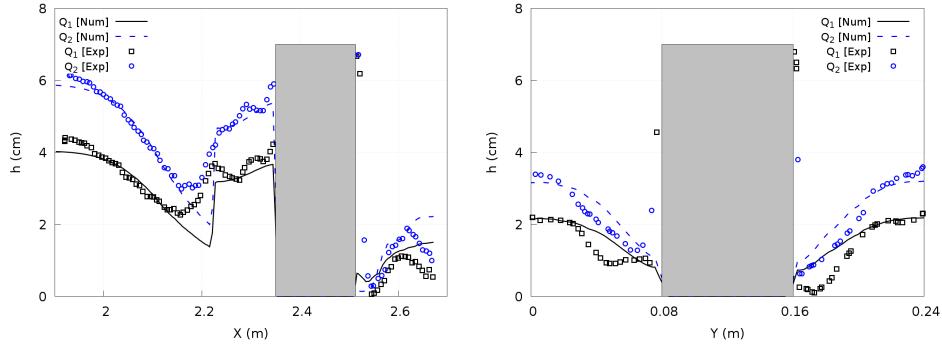 8
6
4
2
0
h (cm)
Q1 [Num]
Q2 [Num]
Q1 [Exp]
Q2 [Exp]
2 2.2 2.4 2.6
X (m)
8
6
4
2
0
h (cm)
Q1 [Num]
Q2 [Num]
Q1 [Exp]
Q2 [Exp]
0 0.08 0.16 0.24
Y (m)